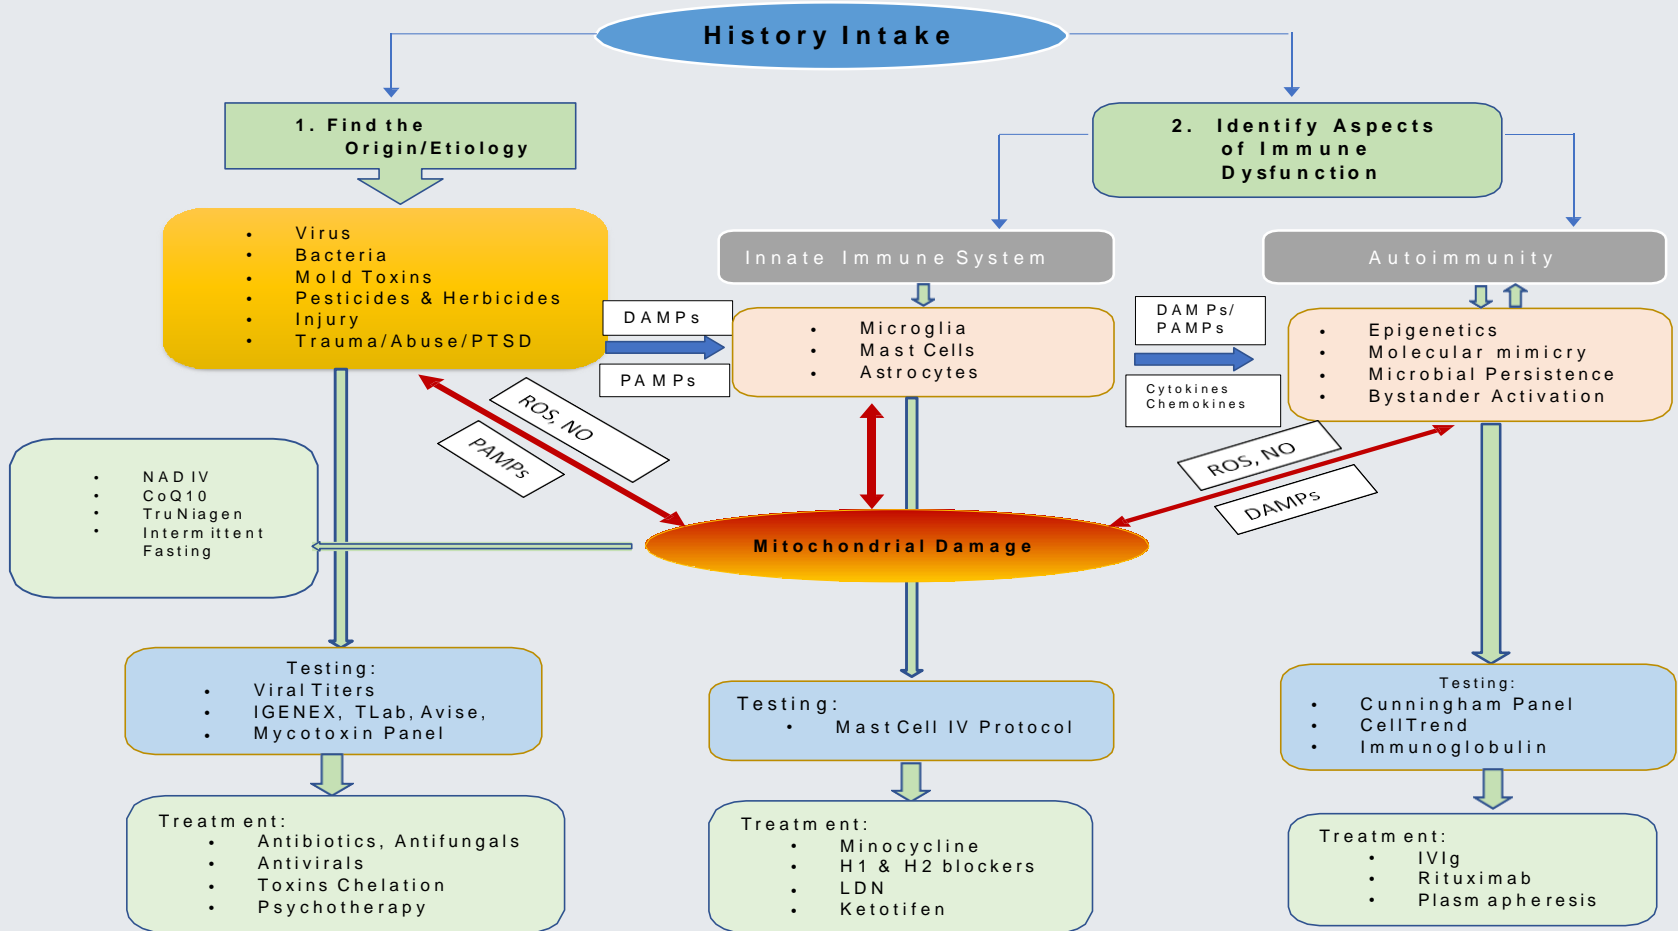 History Intake
1. Find the
Origin/Etiology
2. Identify Aspects
of Immune
Dysfunction
• Virus
• Bacteria
• Mold Toxins
• Pesticides & Herbicides
• Injury
• Trauma/Abuse/PTSD
Innate Immune System
Autoimmunity
DAMPs
PAMPs
• Microglia
• Mast Cells
• Astrocytes
DAMPs/
PAMPs
Cytokines
Chemokines
• Epigenetics
• Molecular mimicry
• Microbial Persistence
• Bystander Activation
ROS, NO
PAMPs
ROS, NO
DAMPs
• NAD IV
• CoQ10
• TruNiagen
• Intermittent
Fasting
Mitochondrial Damage
Testing:
• Viral Titers
• IGENEX, TLab, Avise,
• Mycotoxin Panel
Testing:
• Mast Cell IV Protocol
Testing:
• Cunningham Panel
• CellTrend
• Immunoglobulin
Treatment:
• Antibiotics, Antifungals
• Antivirals
• Toxins Chelation
• Psychotherapy
Treatment:
• Minocycline
• H1 & H2 blockers
• LDN
• Ketotifen
Treatment:
• IVIg
• Rituximab
• Plasmapheresis